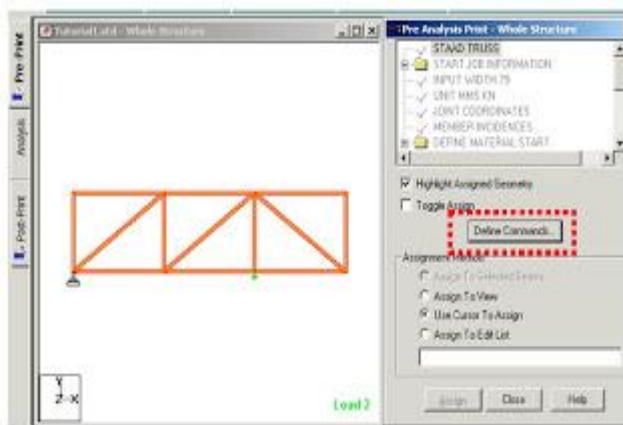 Tutorial1.std - Whole Structure
Pre-Print
Analysis
Post-Print
Y
Z-X
Load 2
Pre Analysis Print - Whole Structure
STAAD TRUSS
START JOB INFORMATION
INPUT WIDTH 79
UNIT MMS KN
JOINT COORDINATES
MEMBER INCIDENCES
DEFINE MATERIAL START
Highlight Assigned Geometry
Toggle Assign
Define Commands...
Assignment Method
Assign To Selected Beams
Assign To View
Use Cursor To Assign
Assign To Edit List
Assign
Close
Help